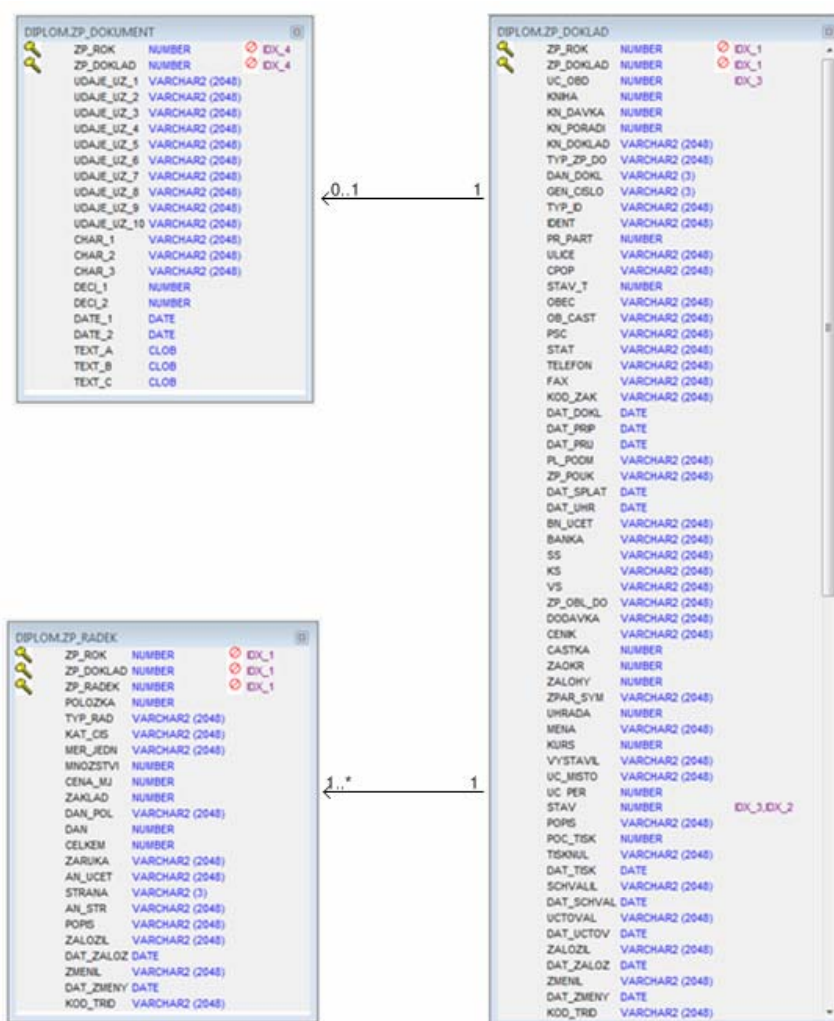 DIPLOM.ZP_DOKUMENT
ZP_ROK NUMBER IDX_4
ZP_DOKLAD NUMBER IDX_4
UDAJE_UZ_1 VARCHAR2 (2048)
UDAJE_UZ_2 VARCHAR2 (2048)
UDAJE_UZ_3 VARCHAR2 (2048)
UDAJE_UZ_4 VARCHAR2 (2048)
UDAJE_UZ_5 VARCHAR2 (2048)
UDAJE_UZ_6 VARCHAR2 (2048)
UDAJE_UZ_7 VARCHAR2 (2048)
UDAJE_UZ_8 VARCHAR2 (2048)
UDAJE_UZ_9 VARCHAR2 (2048)
UDAJE_UZ_10 VARCHAR2 (2048)
CHAR_1 VARCHAR2 (2048)
CHAR_2 VARCHAR2 (2048)
CHAR_3 VARCHAR2 (2048)
DECI_1 NUMBER
DECI_2 NUMBER
DATE_1 DATE
DATE_2 DATE
TEXT_A CLOB
TEXT_B CLOB
TEXT_C CLOB
0..1 1
DIPLOM.ZP_RADEK
ZP_ROK NUMBER IDX_1
ZP_DOKLAD NUMBER IDX_1
ZP_RADEK NUMBER IDX_1
POLOZKA NUMBER
TYP_RAD VARCHAR2 (2048)
KAT_CIS VARCHAR2 (2048)
MER_JEDN VARCHAR2 (2048)
MNOZSTVI NUMBER
CENA_MJ NUMBER
ZAKLAD NUMBER
DAN_POL VARCHAR2 (2048)
DAN NUMBER
CELKEM NUMBER
ZARUKA VARCHAR2 (2048)
AN_UCET VARCHAR2 (2048)
STRANA VARCHAR2 (3)
AN_STR VARCHAR2 (2048)
POPIS VARCHAR2 (2048)
ZALOZIL VARCHAR2 (2048)
DAT_ZALOZ DATE
ZMENIL VARCHAR2 (2048)
DAT_ZMENY DATE
KOD_TRID VARCHAR2 (2048)
1..* 1
DIPLOM.ZP_DOKLAD
ZP_ROK NUMBER IDX_1
ZP_DOKLAD NUMBER IDX_1
UC_OBD NUMBER IDX_3
KNIHA NUMBER
KN_DAVKA NUMBER
KN_PORADI NUMBER
KN_DOKLAD VARCHAR2 (2048)
TYP_ZP_DO VARCHAR2 (2048)
DAN_DOKL VARCHAR2 (3)
GEN_CISLO VARCHAR2 (3)
TYP_ID VARCHAR2 (2048)
IDENT VARCHAR2 (2048)
PR_PART NUMBER
ULICE VARCHAR2 (2048)
CPOP VARCHAR2 (2048)
STAV_T NUMBER
OBEC VARCHAR2 (2048)
OB_CAST VARCHAR2 (2048)
PSC VARCHAR2 (2048)
STAT VARCHAR2 (2048)
TELEFON VARCHAR2 (2048)
FAX VARCHAR2 (2048)
KOD_ZAK VARCHAR2 (2048)
DAT_DOKL DATE
DAT_PRIP DATE
DAT_PRIJ DATE
PL_PODM VARCHAR2 (2048)
ZP_POUK VARCHAR2 (2048)
DAT_SPLAT DATE
DAT_UHR DATE
BN_UCET VARCHAR2 (2048)
BANKA VARCHAR2 (2048)
SS VARCHAR2 (2048)
KS VARCHAR2 (2048)
VS VARCHAR2 (2048)
ZP_OBL_DO VARCHAR2 (2048)
DODAVKA VARCHAR2 (2048)
CENIK VARCHAR2 (2048)
CASTKA NUMBER
ZAOKR NUMBER
ZALOHY NUMBER
ZPAR_SYM VARCHAR2 (2048)
UHRADA NUMBER
MENA VARCHAR2 (2048)
KURS NUMBER
VYSTAVIL VARCHAR2 (2048)
UC_MISTO VARCHAR2 (2048)
UC_PER NUMBER
STAV NUMBER IDX_3,IDX_2
POPIS VARCHAR2 (2048)
POC_TISK NUMBER
TISKNUL VARCHAR2 (2048)
DAT_TISK DATE
SCHVALIL VARCHAR2 (2048)
DAT_SCHVAL DATE
UCTOVAL VARCHAR2 (2048)
DAT_UCTOV DATE
ZALOZIL VARCHAR2 (2048)
DAT_ZALOZ DATE
ZMENIL VARCHAR2 (2048)
DAT_ZMENY DATE
KOD_TRID VARCHAR2 (2048)